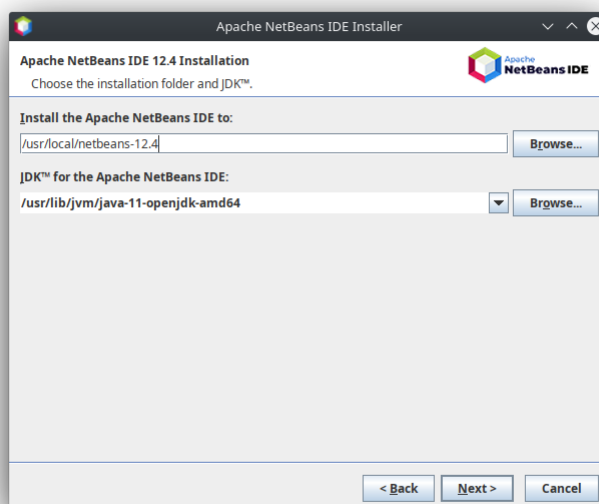 Apache NetBeans IDE Installer
Apache NetBeans IDE 12.4 Installation
Choose the installation folder and JDK™.
Apache
NetBeans IDE
Install the Apache NetBeans IDE to:
/usr/local/netbeans-12.4
Browse...
JDK™ for the Apache NetBeans IDE:
/usr/lib/jvm/java-11-openjdk-amd64
Browse...
< Back
Next >
Cancel